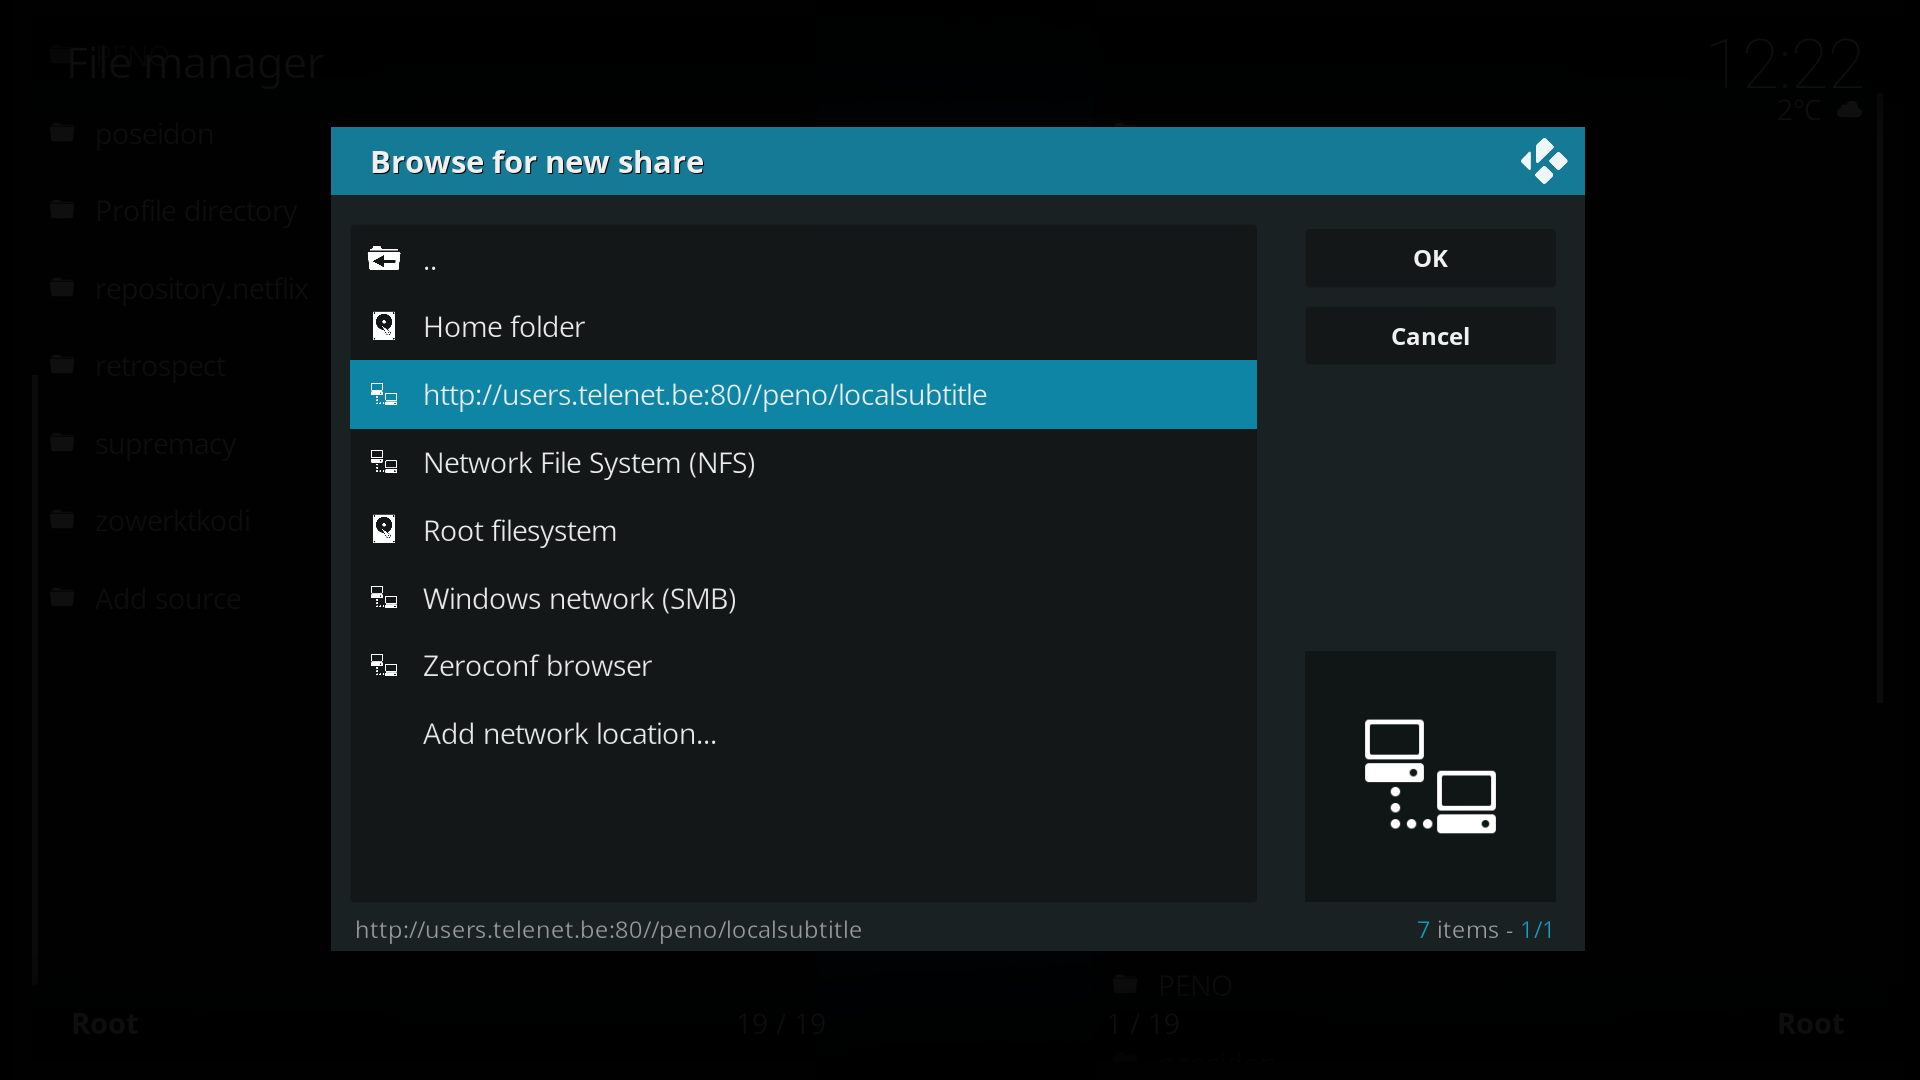 PENO
File manager
12:22
2°C
poseidon
Profile directory
repository.netflix
retrospect
supremacy
zowerktkodi
Add source
Browse for new share
..
Home folder
http://users.telenet.be:80//peno/localsubtitle
Network File System (NFS)
Root filesystem
Windows network (SMB)
Zeroconf browser
Add network location...
OK
Cancel
http://users.telenet.be:80//peno/localsubtitle
7 items - 1/1
PENO
Root
19 / 19
1 / 19
Root
poseidon